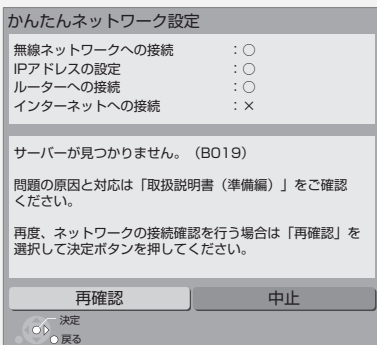 かんたんネットワーク設定
無線ネットワークへの接続 ：○
IPアドレスの設定 ：○
ルーターへの接続 ：○
インターネットへの接続 ：×
サーバーが見つかりません。（B019）
問題の原因と対応は「取扱説明書（準備編）」をご確認
ください。
再度、ネットワークの接続確認を行う場合は「再確認」を
選択して決定ボタンを押してください。
再確認 中止
決定
戻る